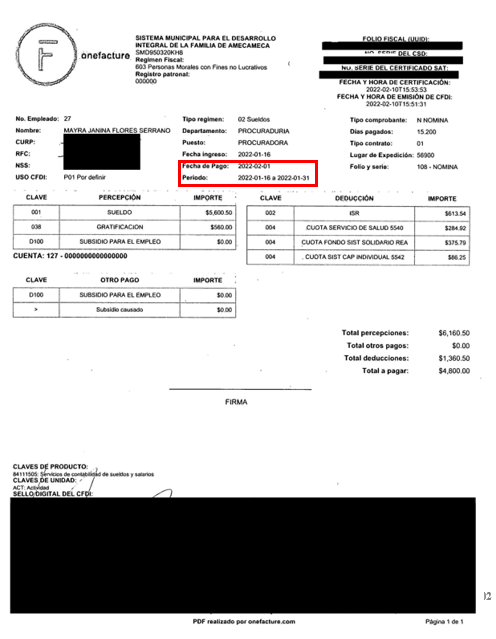 onefacture
SISTEMA MUNICIPAL PARA EL DESARROLLO
INTEGRAL DE LA FAMILIA DE AMECAMECA
SMD950320KH8
Regimen Fiscal:
603 Personas Morales con Fines no Lucrativos
Registro patronal:
000000
FOLIO FISCAL (UUID):
NO. SERIE DEL CSD:
NO. SERIE DEL CERTIFICADO SAT:
FECHA Y HORA DE CERTIFICACIÓN:
2022-02-10T15:53:53
FECHA Y HORA DE EMISIÓN DE CFDI:
2022-02-10T15:51:31
No. Empleado: 27
Nombre: MAYRA JANINA FLORES SERRANO
CURP:
RFC:
NSS:
USO CFDI: P01 Por definir
Tipo regimen: 02 Sueldos
Departamento: PROCURADURIA
Puesto: PROCURADORA
Fecha ingreso: 2022-01-16
Fecha de Pago: 2022-02-01
Periodo: 2022-01-16 a 2022-01-31
Tipo comprobante: N NOMINA
Días pagados: 15.200
Tipo contrato: 01
Lugar de Expedición: 56900
Folio y serie: 108 - NOMINA
CLAVE PERCEPCIÓN IMPORTE
001 SUELDO $5,600.50
038 GRATIFICACION $560.00
D100 SUBSIDIO PARA EL EMPLEO $0.00
CUENTA: 127 - 0000000000000000
CLAVE DEDUCCIÓN IMPORTE
002 ISR $613.54
004 CUOTA SERVICIO DE SALUD 5540 $284.92
004 CUOTA FONDO SIST SOLIDARIO REA $375.79
004 CUOTA SIST CAP INDIVIDUAL 5542 $86.25
CLAVE OTRO PAGO IMPORTE
D100 SUBSIDIO PARA EL EMPLEO $0.00
> Subsidio causado $0.00
Total percepciones: $6,160.50
Total otros pagos: $0.00
Total deducciones: $1,360.50
Total a pagar: $4,800.00
FIRMA
CLAVES DE PRODUCTO:
84111505: Servicios de contabilidad de sueldos y salarios
CLAVES DE UNIDAD:
ACT: Actividad
SELLO DIGITAL DEL CFDI:
02
PDF realizado por onefacture.com
Página 1 de 1